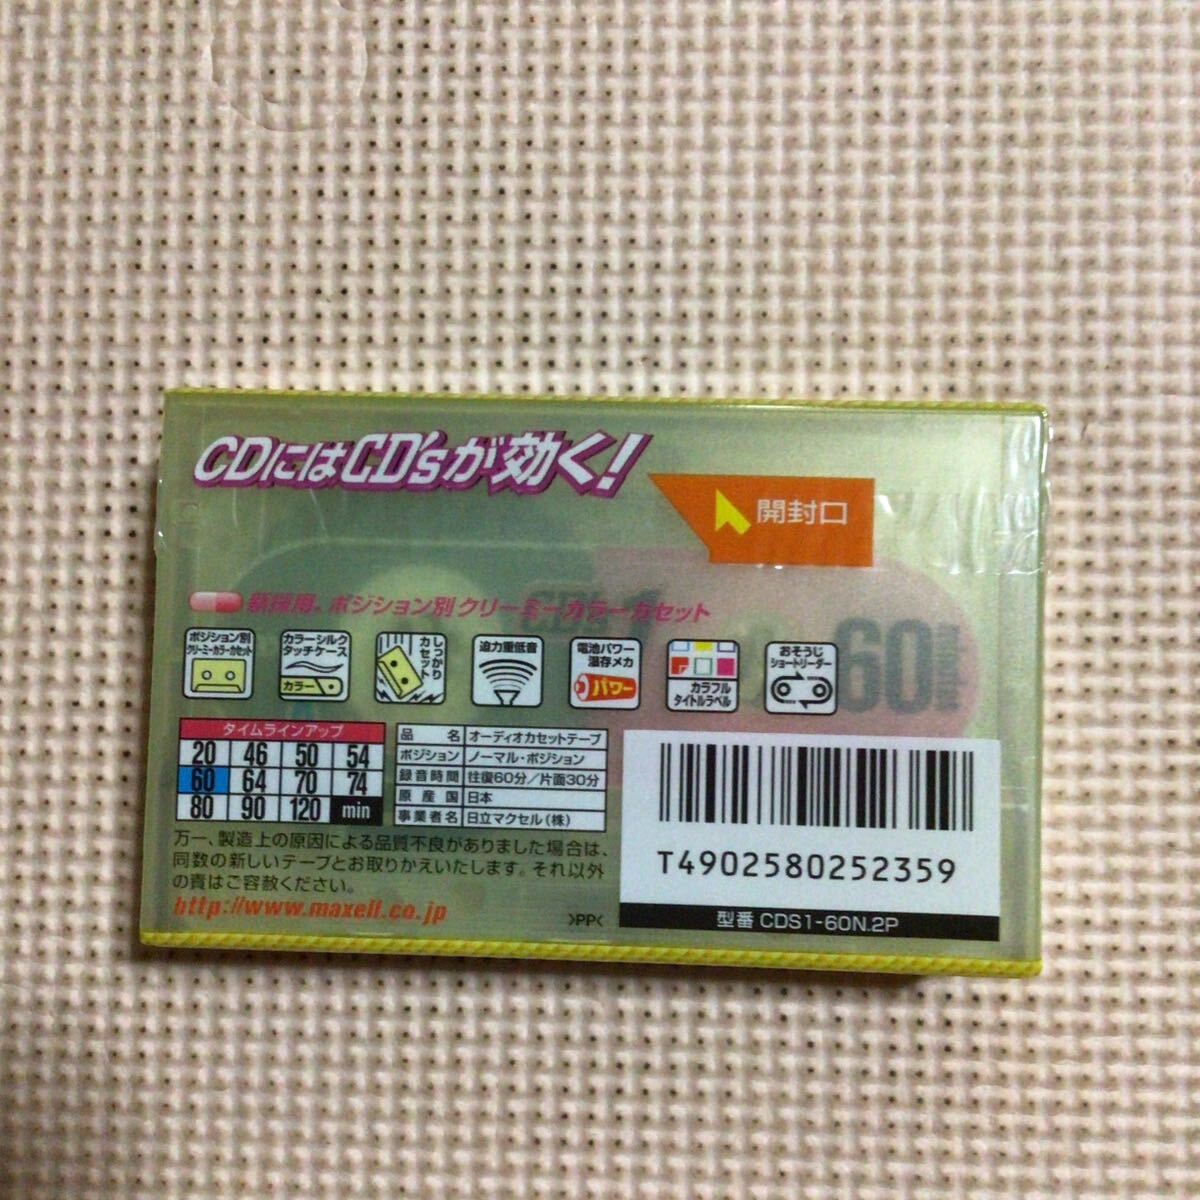 CDにはCD'sが効く!
開封口
新採用。ポジション別クリーミーカラーカセット
ポジション別
クリーミーカラーカセット
カラーシルク
タッチケース
カラー
しっかり
カセット
迫力重低音
電池パワー
温存メカ
パワー
カラフル
タイトルラベル
おそうじ
ショートリーダー
60
タイムラインアップ
20 46 50 54
60 64 70 74
80 90 120 min
品名 オーディオカセットテープ
ポジション ノーマル・ポジション
録音時間 往復60分/片面30分
原産国 日本
事業者名 日立マクセル(株)
万一、製造上の原因による品質不良がありました場合は、
同数の新しいテープとお取りかえいたします。それ以外
の責はご容赦ください。
http://www.maxell.co.jp
>PP<
T4902580252359
型番 CDS1-60N.2P